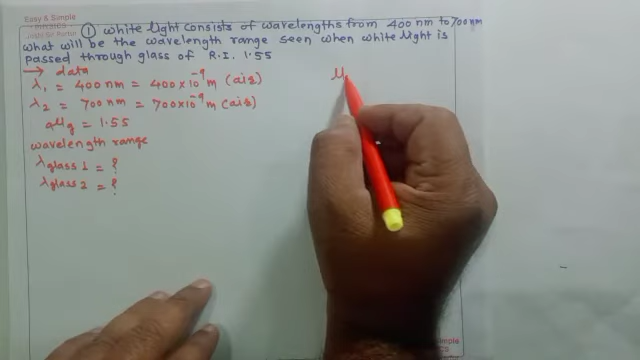 Easy & Simple
PHYSICS
① White light consists of wavelengths from 400 nm to 700 nm
what will be the wavelength range seen when white light is
passed through glass of R.I. 1.55
→ data
λ₁ = 400 nm = 400×10⁻⁹ m (air)
λ₂ = 700 nm = 700×10⁻⁹ m (air)
aμg = 1.55
wavelength range
λglass 1 = ?
λglass 2 = ?
μ